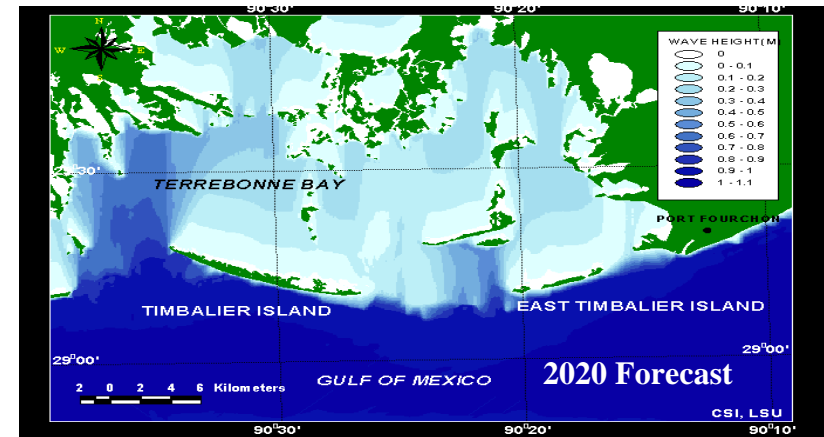 90°30' 90°20' 90°10'
N
W E
S
WAVE HEIGHT(M)
0
0 - 0.1
0.1 - 0.2
0.2 - 0.3
0.3 - 0.4
0.4 - 0.5
0.5 - 0.6
0.6 - 0.7
0.7 - 0.8
0.8 - 0.9
0.9 - 1
1 - 1.1
TERREBONNE BAY
PORT FOURCHON
TIMBALIER ISLAND
EAST TIMBALIER ISLAND
29°00' 29°00'
2 0 2 4 6 Kilometers
GULF OF MEXICO
2020 Forecast
CSI, LSU
90°30' 90°20' 90°10'